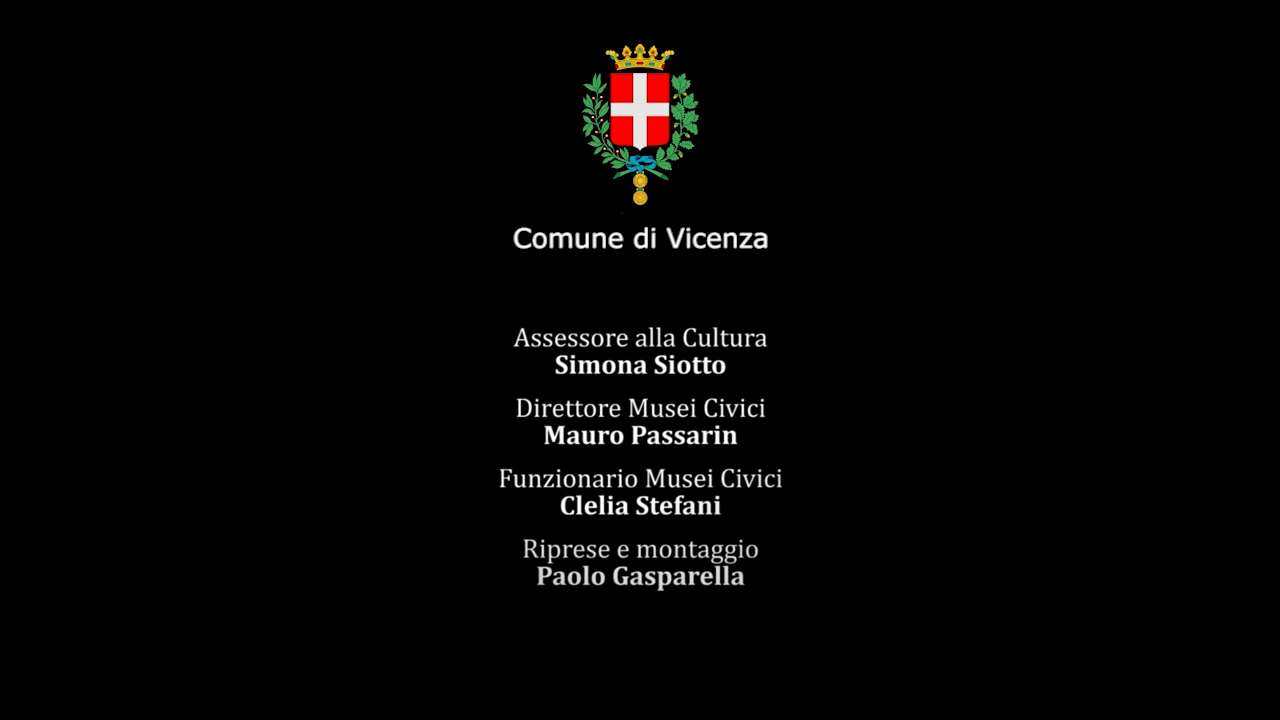 Comune di Vicenza
Assessore alla Cultura
Simona Siotto
Direttore Musei Civici
Mauro Passarin
Funzionario Musei Civici
Clelia Stefani
Riprese e montaggio
Paolo Gasparella